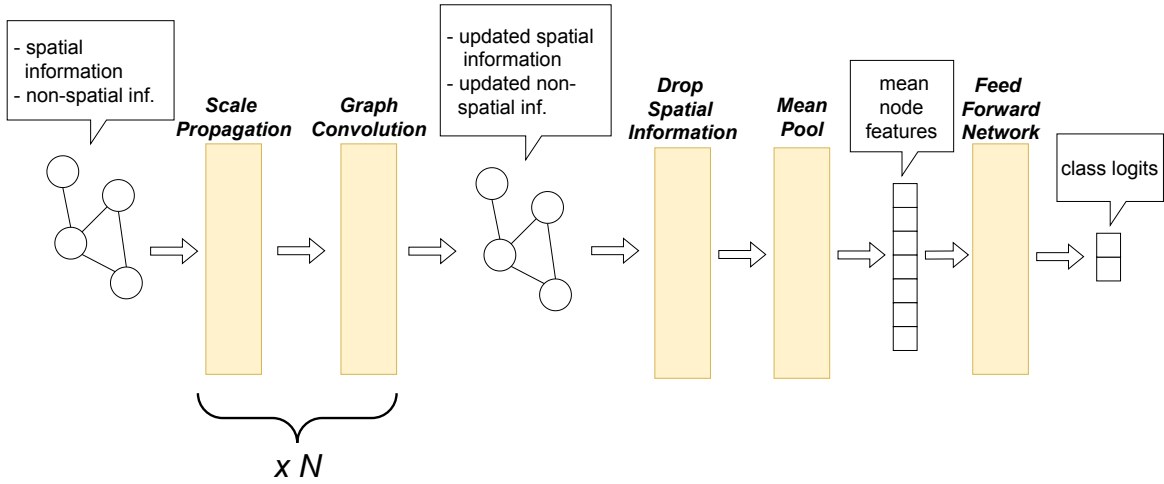 - spatial
information
- non-spatial inf.
Scale
Propagation
Graph
Convolution
- updated spatial
information
- updated non-
spatial inf.
Drop
Spatial
Information
Mean
Pool
mean
node
features
Feed
Forward
Network
class logits
x N